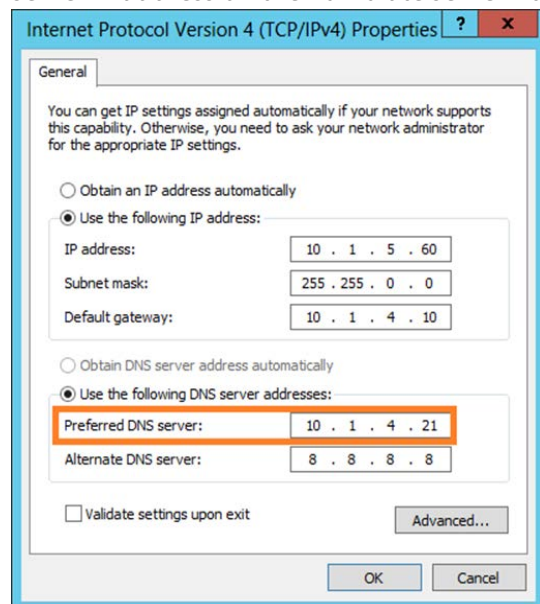 Internet Protocol Version 4 (TCP/IPv4) Properties ? x
General
You can get IP settings assigned automatically if your network supports
this capability. Otherwise, you need to ask your network administrator
for the appropriate IP settings.
Obtain an IP address automatically
Use the following IP address:
IP address: 10 . 1 . 5 . 60
Subnet mask: 255 . 255 . 0 . 0
Default gateway: 10 . 1 . 4 . 10
Obtain DNS server address automatically
Use the following DNS server addresses:
Preferred DNS server: 10 . 1 . 4 . 21
Alternate DNS server: 8 . 8 . 8 . 8
Validate settings upon exit
Advanced...
OK Cancel